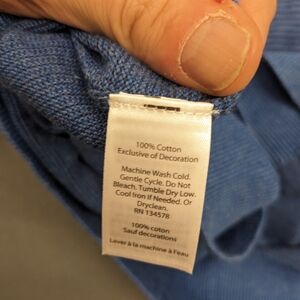 100% Cotton
Exclusive of Decoration
Machine Wash Cold.
Gentle Cycle. Do Not
Bleach. Tumble Dry Low.
Cool Iron If Needed. Or
Dryclean.
RN 134578
100% coton
Sauf decorations
Laver à la machine à l'eau